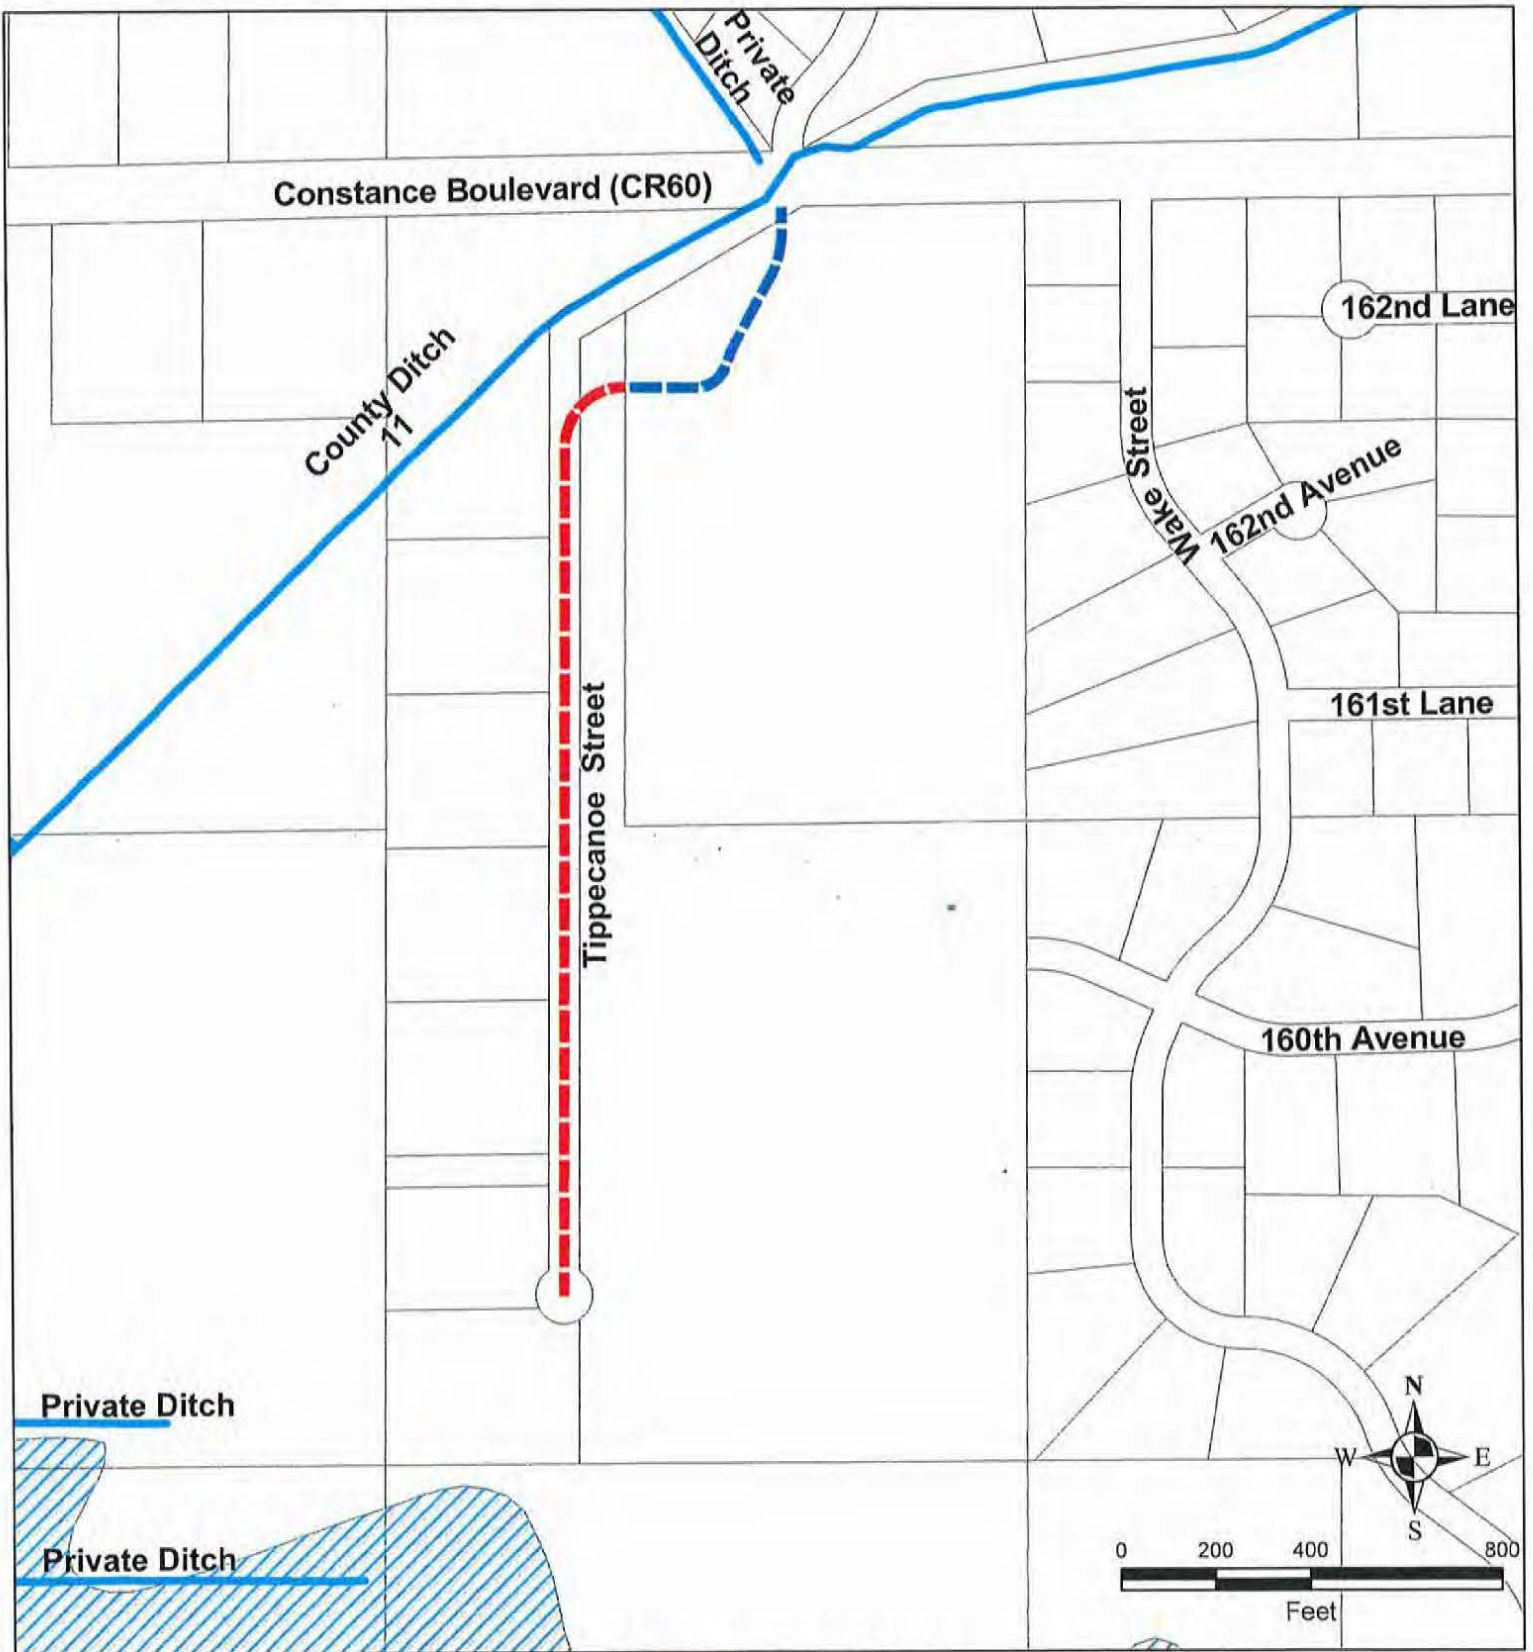 Private
Ditch
Constance Boulevard (CR60)
162nd Lane
County Ditch
11
Wake Street
162nd Avenue
161st Lane
Tippecanoe Street
160th Avenue
Private Ditch
N
W
E
S
Private Ditch
0 200 400 800
Feet